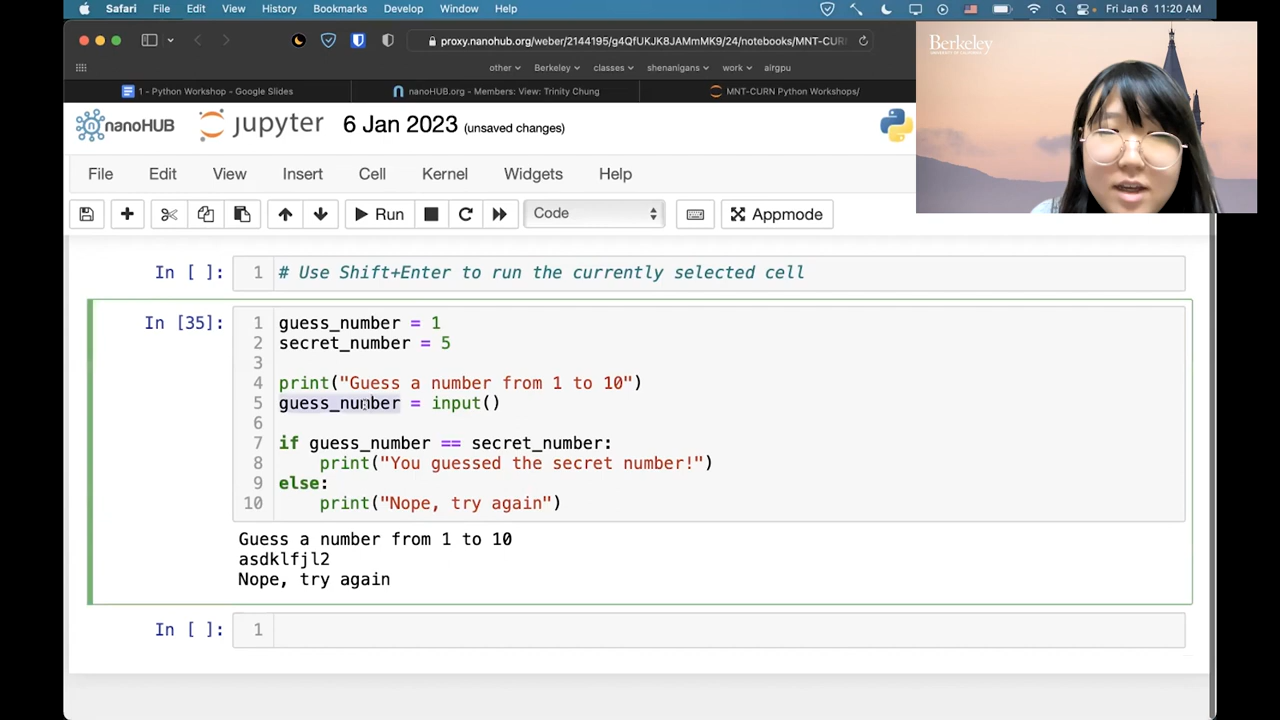 Safari File Edit View History Bookmarks Develop Window Help Fri Jan 6 11:20 AM
proxy.nanohub.org/weber/2144195/g4QfUKJK8JAMmMK9/24/notebooks/MNT-CURN
other Berkeley classes shenanigans work airgpu
1 - Python Workshop - Google Slides nanoHUB.org - Members: View: Trinity Chung MNT-CURN Python Workshops/
Berkeley
UNIVERSITY OF CALIFORNIA
nanoHUB jupyter 6 Jan 2023 (unsaved changes)
File Edit View Insert Cell Kernel Widgets Help
Run Code Appmode
In [ ]: 1 # Use Shift+Enter to run the currently selected cell
In [35]: 1 guess_number = 1
2 secret_number = 5
3
4 print("Guess a number from 1 to 10")
5 guess_number = input()
6
7 if guess_number == secret_number:
8 print("You guessed the secret number!")
9 else:
10 print("Nope, try again")
Guess a number from 1 to 10
asdklfjl2
Nope, try again
In [ ]: 1